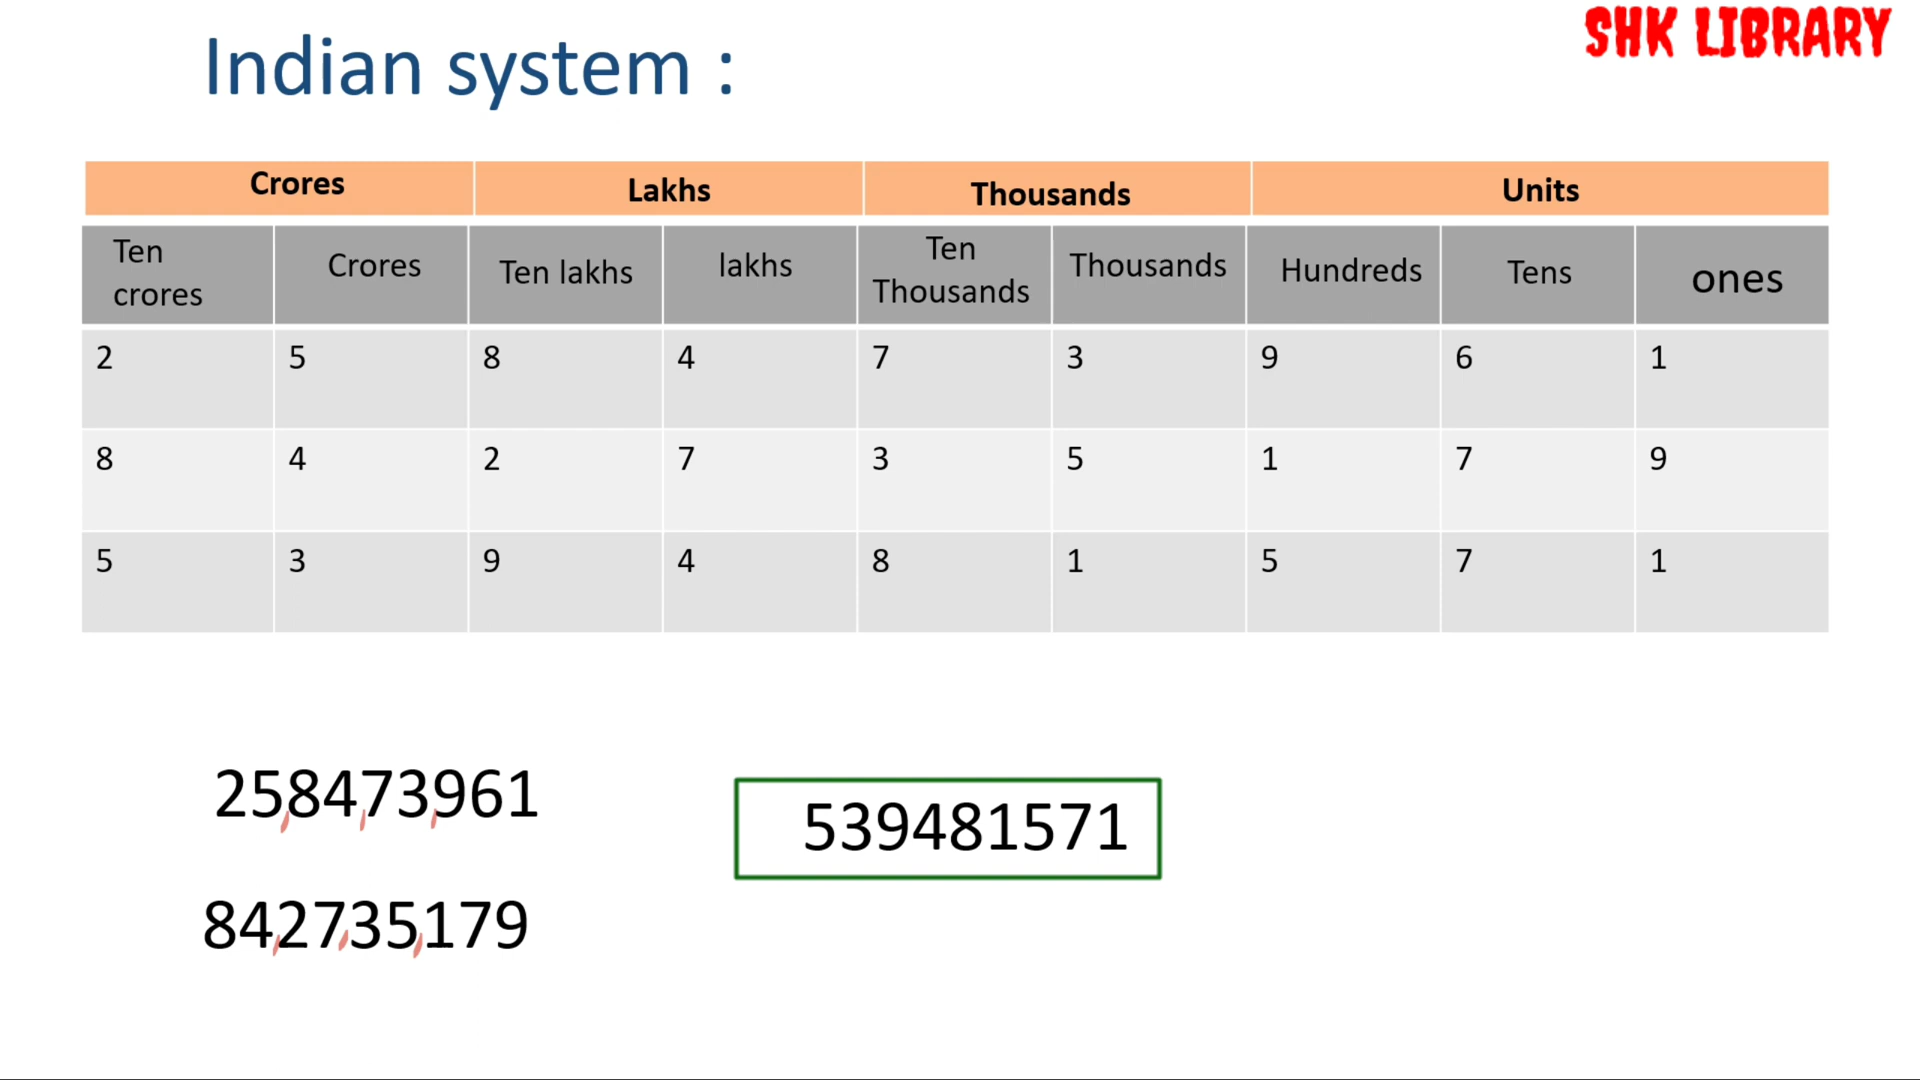 SHK LIBRARY
Indian system :
Crores Lakhs Thousands Units
Ten crores Crores Ten lakhs lakhs Ten Thousands Thousands Hundreds Tens ones
2 5 8 4 7 3 9 6 1
8 4 2 7 3 5 1 7 9
5 3 9 4 8 1 5 7 1
25,84,73,961
539481571
84,27,35,179